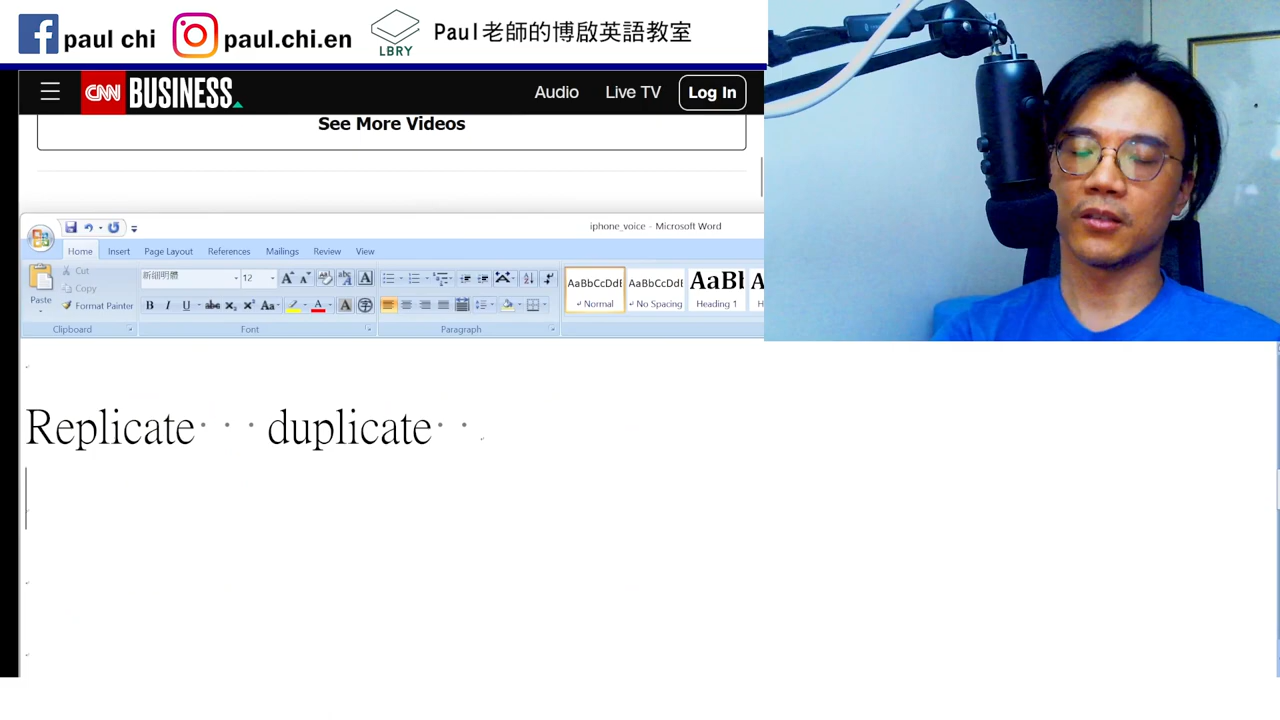 paul chi
paul.chi.en
LBRY
Paul老師的博啟英語教室
CNN BUSINESS
Audio
Live TV
Log In
See More Videos
iphone_voice - Microsoft Word
Home
Insert
Page Layout
References
Mailings
Review
View
Paste
Cut
Copy
Format Painter
Clipboard
新細明體
12
Font
Paragraph
AaBbCcDdE
Normal
AaBbCcDdE
No Spacing
AaBl
Heading 1
Replicate duplicate